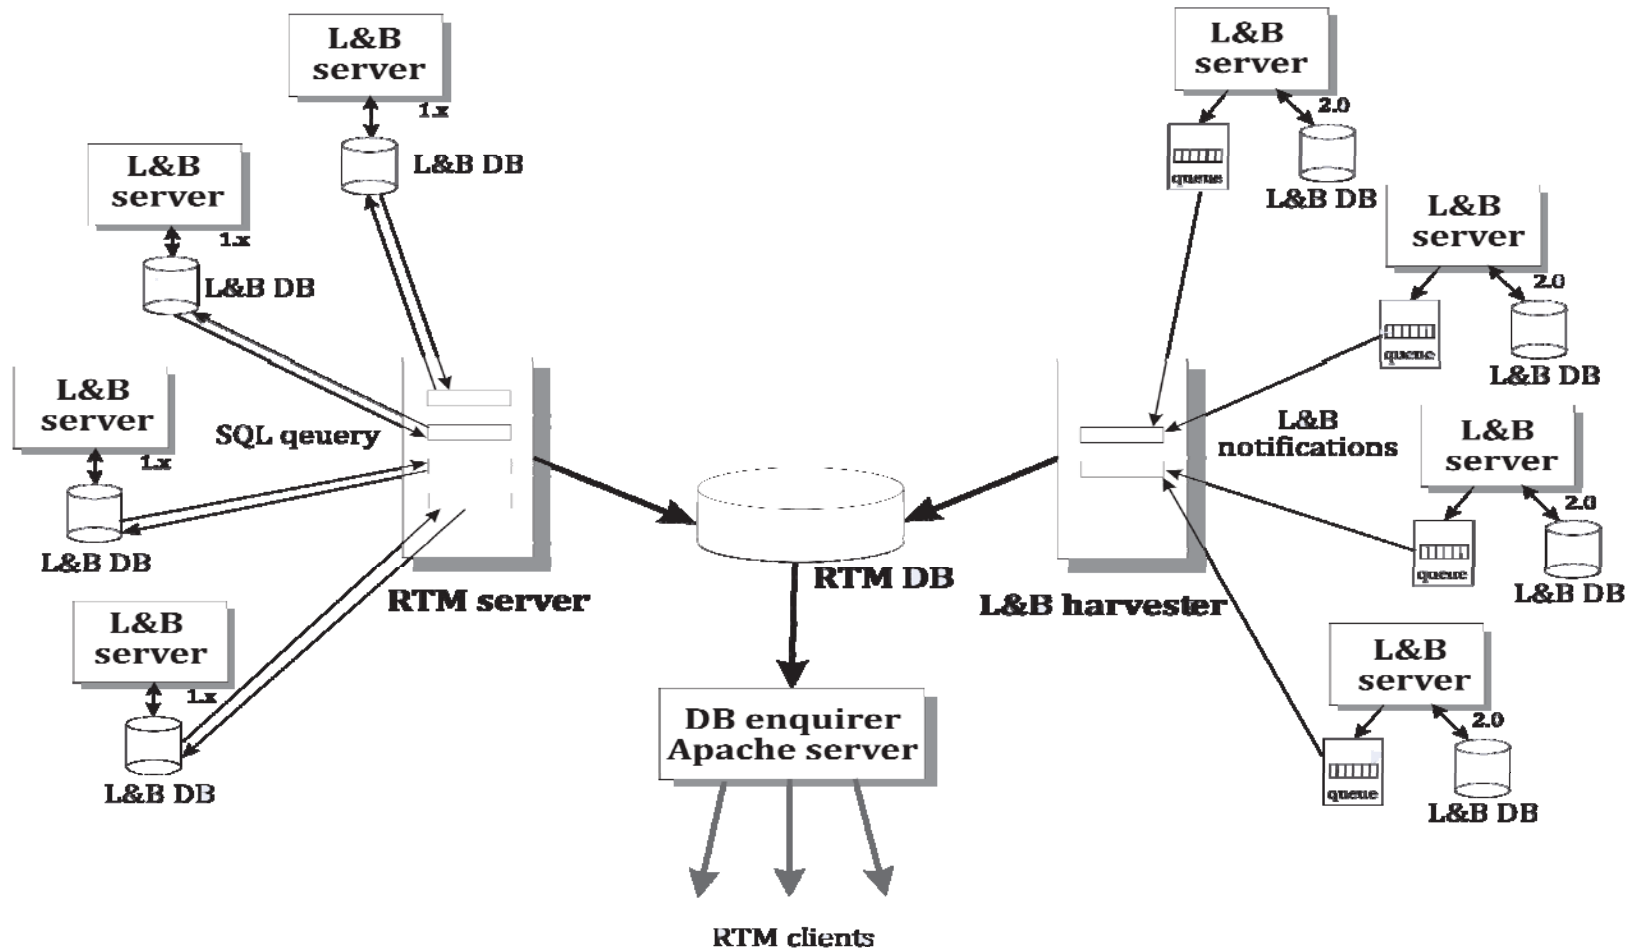 L&B
server
1.x
L&B DB
L&B
server
1.x
L&B DB
L&B
server
1.x
L&B DB
L&B
server
1.x
L&B DB
SQL qeuery
RTM server
RTM DB
L&B harvester
DB enquirer
Apache server
RTM clients
L&B
server
2.0
queue
L&B DB
L&B
server
2.0
queue
L&B DB
L&B
notifications
L&B
server
2.0
queue
L&B DB
L&B
server
2.0
queue
L&B DB